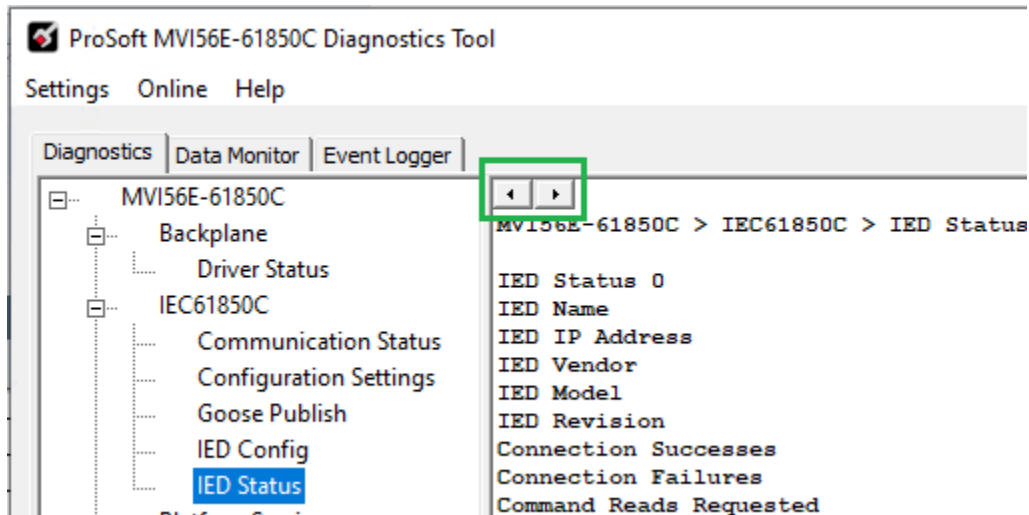 ProSoft MVI56E-61850C Diagnostics Tool
Settings Online Help
Diagnostics Data Monitor Event Logger
MVI56E-61850C
Backplane
Driver Status
IEC61850C
Communication Status
Configuration Settings
Goose Publish
IED Config
IED Status
MVI56E-61850C > IEC61850C > IED Status
IED Status 0
IED Name
IED IP Address
IED Vendor
IED Model
IED Revision
Connection Successes
Connection Failures
Command Reads Requested